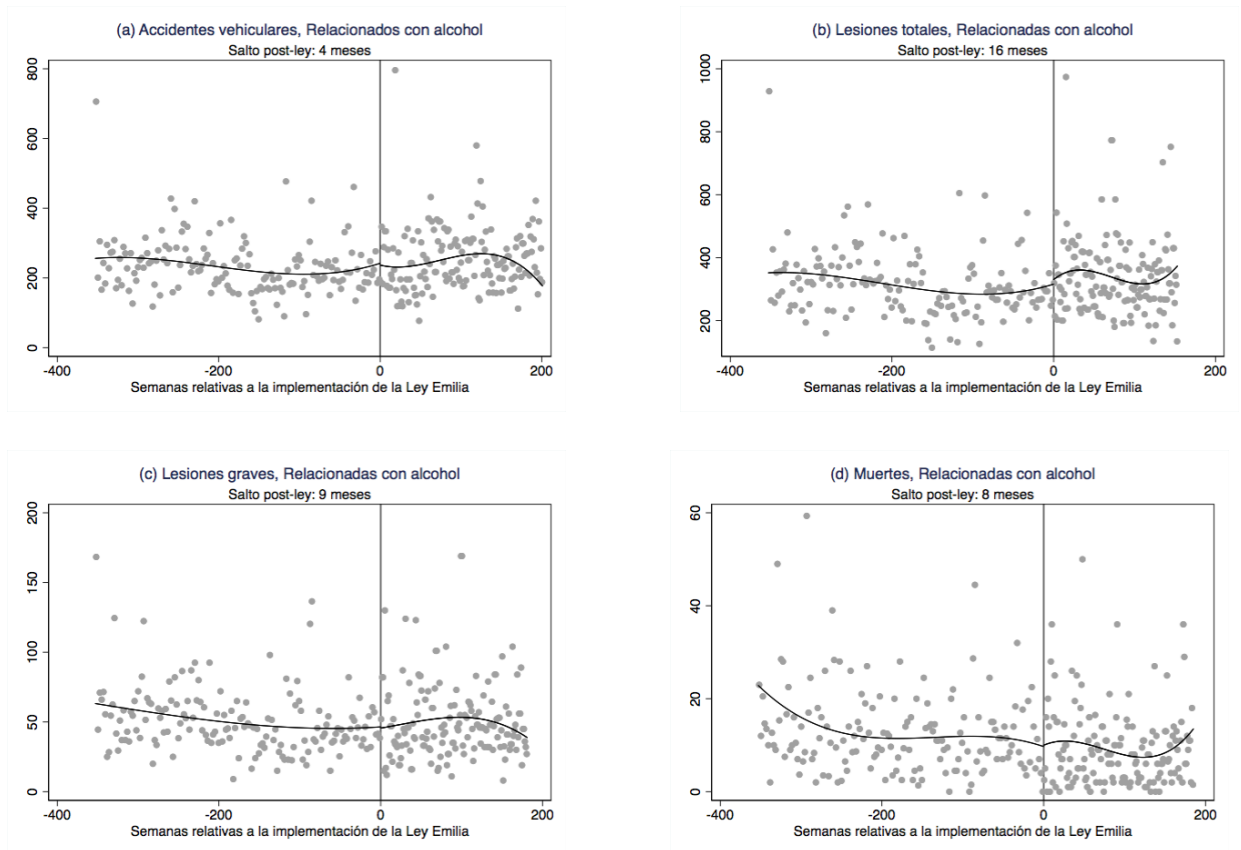 (a) Accidentes vehiculares, Relacionados con alcohol
Salto post-ley: 4 meses
800
600
400
200
0
-400
-200
0
200
Semanas relativas a la implementación de la Ley Emilia
(b) Lesiones totales, Relacionadas con alcohol
Salto post-ley: 16 meses
1000
800
600
400
200
-400
-200
0
200
Semanas relativas a la implementación de la Ley Emilia
(c) Lesiones graves, Relacionadas con alcohol
Salto post-ley: 9 meses
200
150
100
50
0
-400
-200
0
200
Semanas relativas a la implementación de la Ley Emilia
(d) Muertes, Relacionadas con alcohol
Salto post-ley: 8 meses
60
40
20
0
-400
-200
0
200
Semanas relativas a la implementación de la Ley Emilia